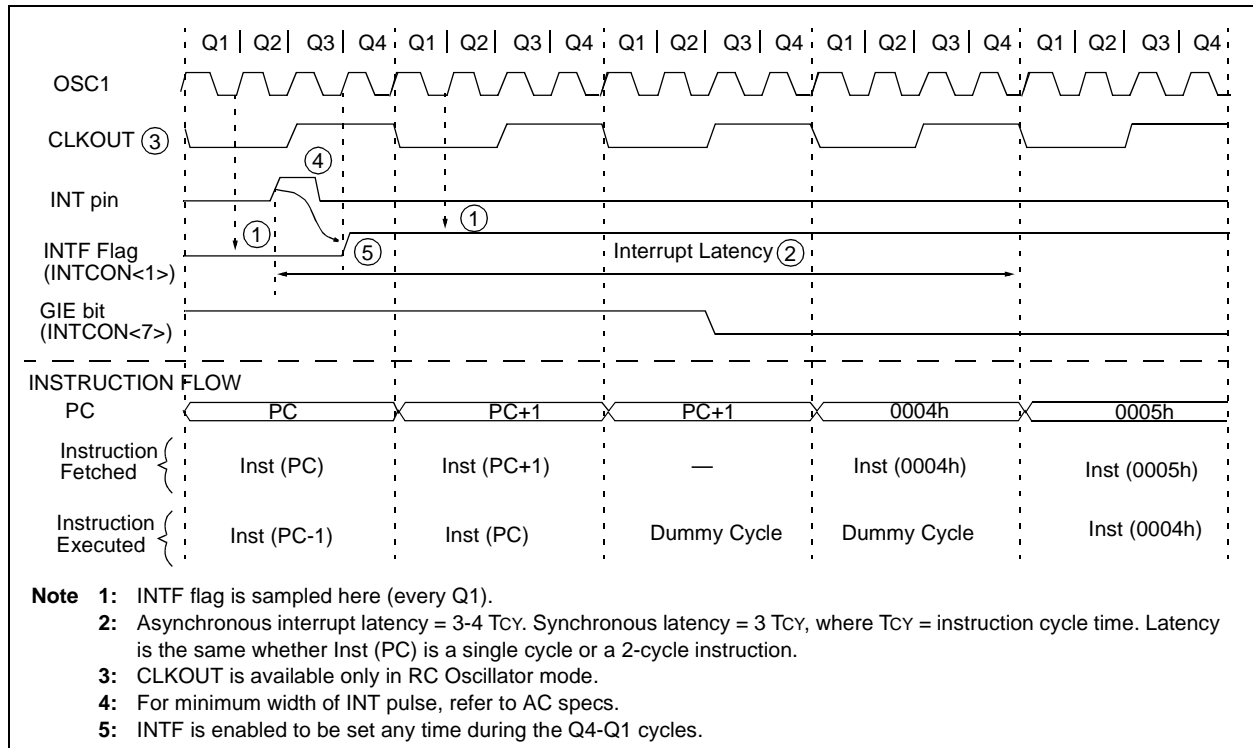 Q1 Q2 Q3 Q4 Q1 Q2 Q3 Q4 Q1 Q2 Q3 Q4 Q1 Q2 Q3 Q4 Q1 Q2 Q3 Q4
OSC1
CLKOUT 3
4
INT pin
1 1
INTF Flag
(INTCON<1>)
5 Interrupt Latency 2
GIE bit
(INTCON<7>)
INSTRUCTION FLOW
PC PC PC+1 PC+1 0004h 0005h
Instruction
Fetched
Inst (PC) Inst (PC+1) — Inst (0004h) Inst (0005h)
Instruction
Executed
Inst (PC-1) Inst (PC) Dummy Cycle Dummy Cycle Inst (0004h)
Note 1: INTF flag is sampled here (every Q1).
2: Asynchronous interrupt latency = 3-4 TCY. Synchronous latency = 3 TCY, where TCY = instruction cycle time. Latency
is the same whether Inst (PC) is a single cycle or a 2-cycle instruction.
3: CLKOUT is available only in RC Oscillator mode.
4: For minimum width of INT pulse, refer to AC specs.
5: INTF is enabled to be set any time during the Q4-Q1 cycles.